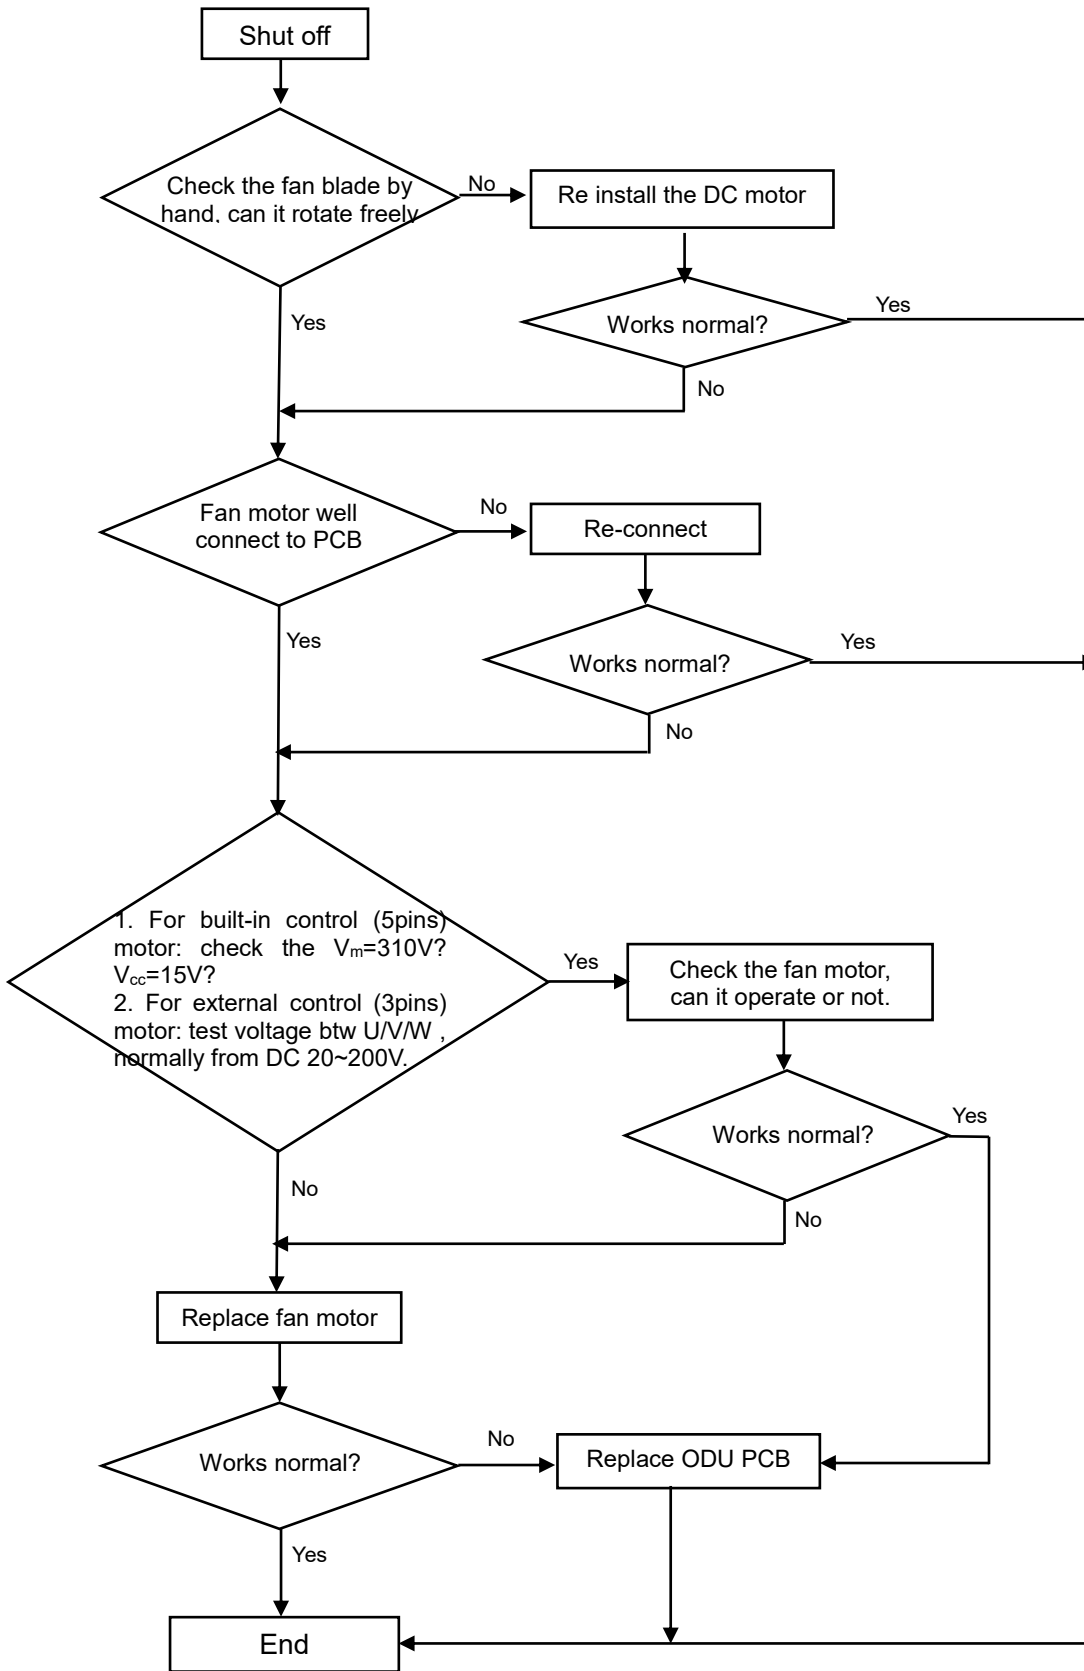 Shut off
Check the fan blade by
hand, can it rotate freely
No
Re install the DC motor
Yes
Works normal?
Yes
No
Fan motor well
connect to PCB
No
Re-connect
Yes
Works normal?
Yes
No
1. For built-in control (5pins)
motor: check the Vm=310V?
Vcc=15V?
2. For external control (3pins)
motor: test voltage btw U/V/W ,
normally from DC 20~200V.
Yes
Check the fan motor,
can it operate or not.
Works normal?
Yes
No
No
Replace fan motor
Works normal?
No
Replace ODU PCB
Yes
End